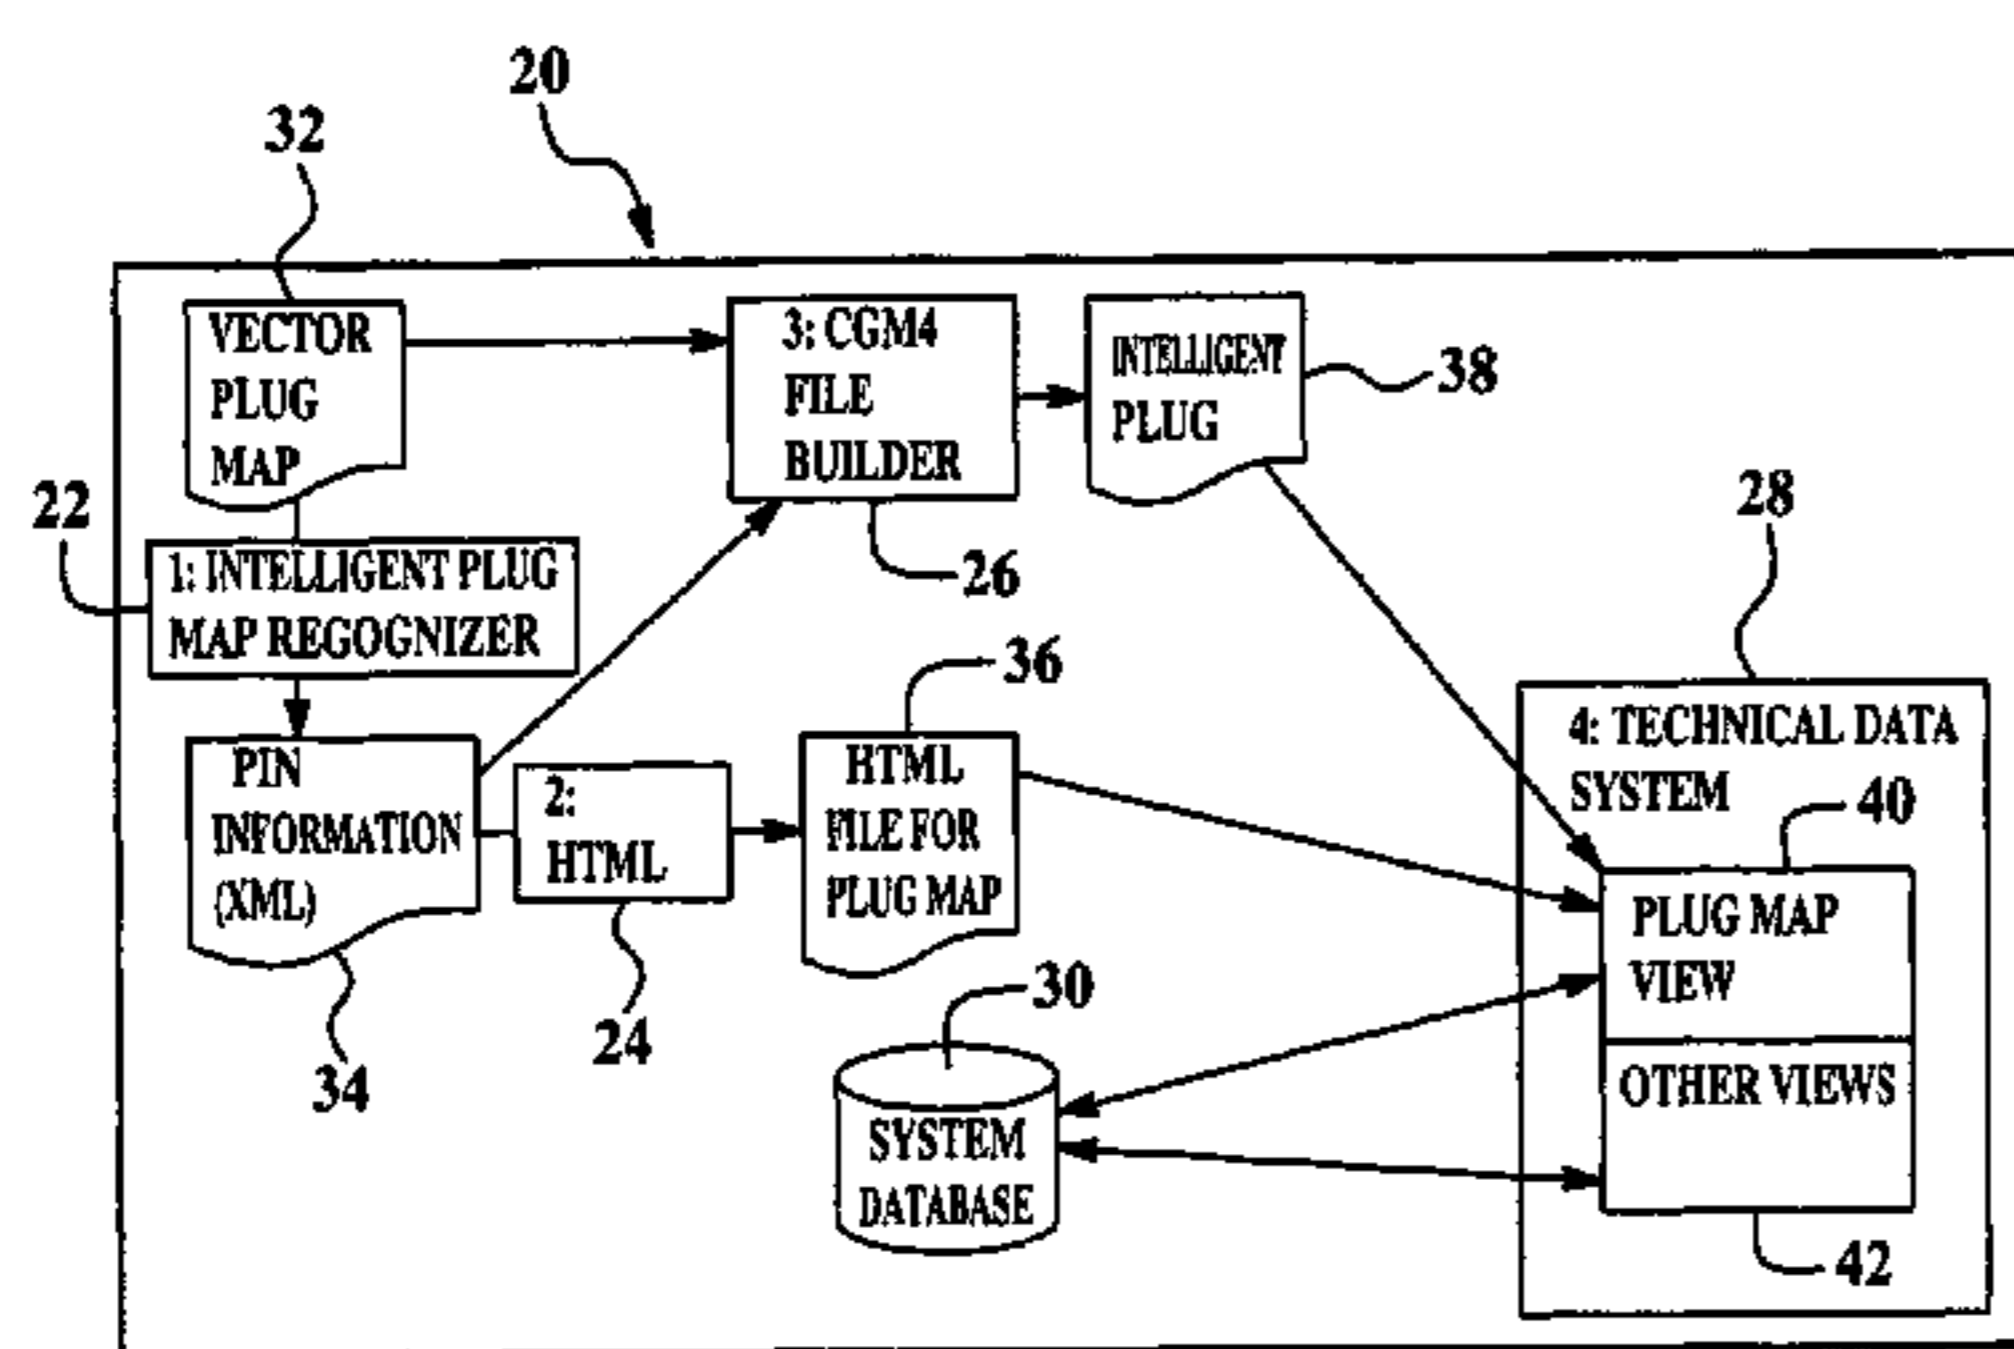 20
32
VECTOR
PLUG
MAP
3: CGM4
FILE
BUILDER
INTELLIGENT
PLUG
38
22
1: INTELLIGENT PLUG
MAP REGOGNIZER
26
28
36
PIN
INFORMATION
(XML)
2:
HTML
HTML
FILE FOR
PLUG MAP
4: TECHNICAL DATA
SYSTEM
40
PLUG MAP
VIEW
OTHER VIEWS
34
24
30
SYSTEM
DATABASE
42